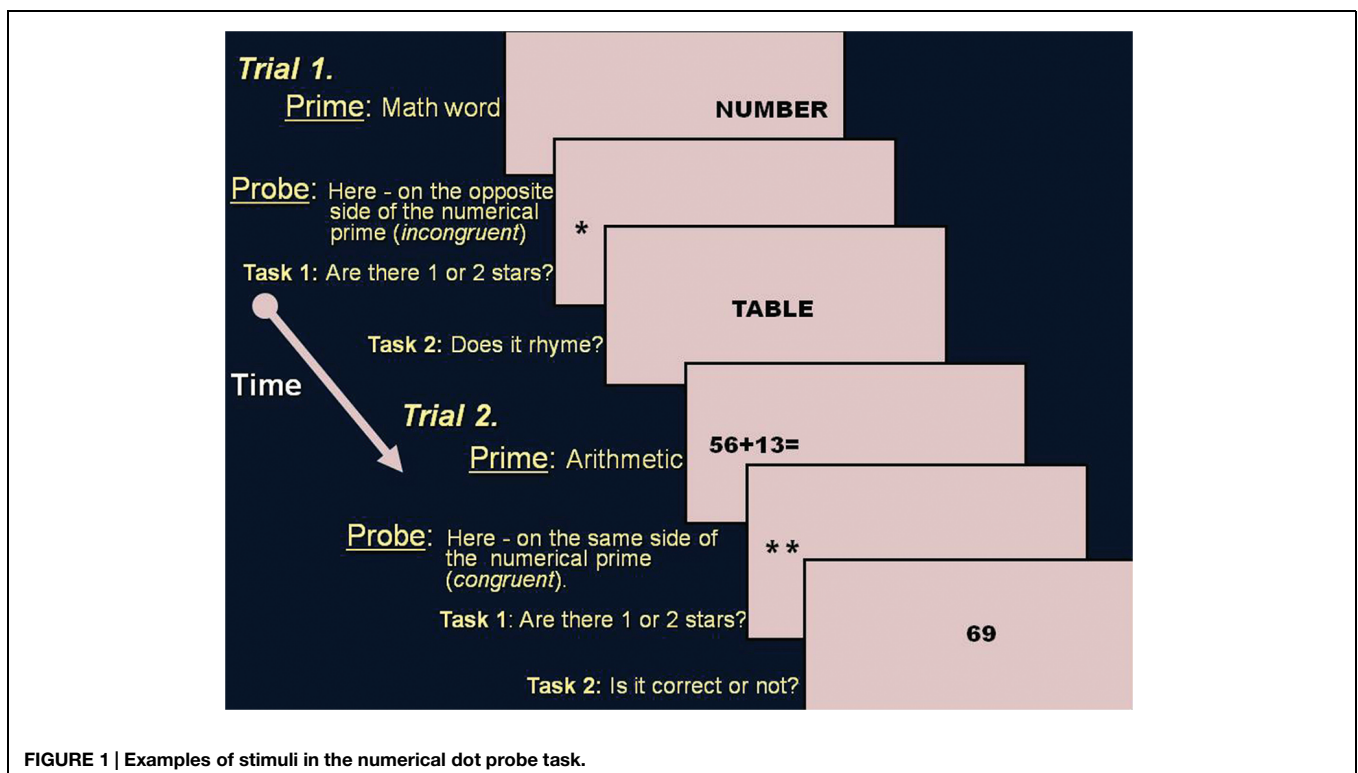 Trial 1.
Prime: Math word
NUMBER
Probe: Here - on the opposite
side of the numerical
prime (incongruent)
*
Task 1: Are there 1 or 2 stars?
TABLE
Task 2: Does it rhyme?
Time
Trial 2.
Prime: Arithmetic
56+13=
Probe: Here - on the same side of
the numerical prime
(congruent).
* *
Task 1: Are there 1 or 2 stars?
69
Task 2: Is it correct or not?
FIGURE 1 | Examples of stimuli in the numerical dot probe task.